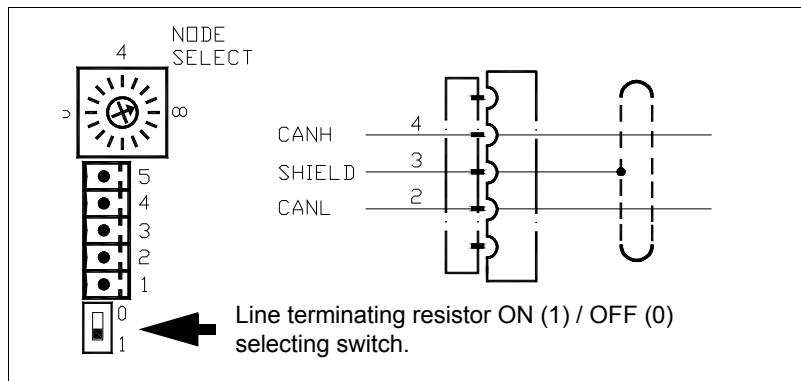 NODE
SELECT
4
8
5
4
3
2
1
0
1
CANH 4
SHIELD 3
CANL 2
Line terminating resistor ON (1) / OFF (0)
selecting switch.